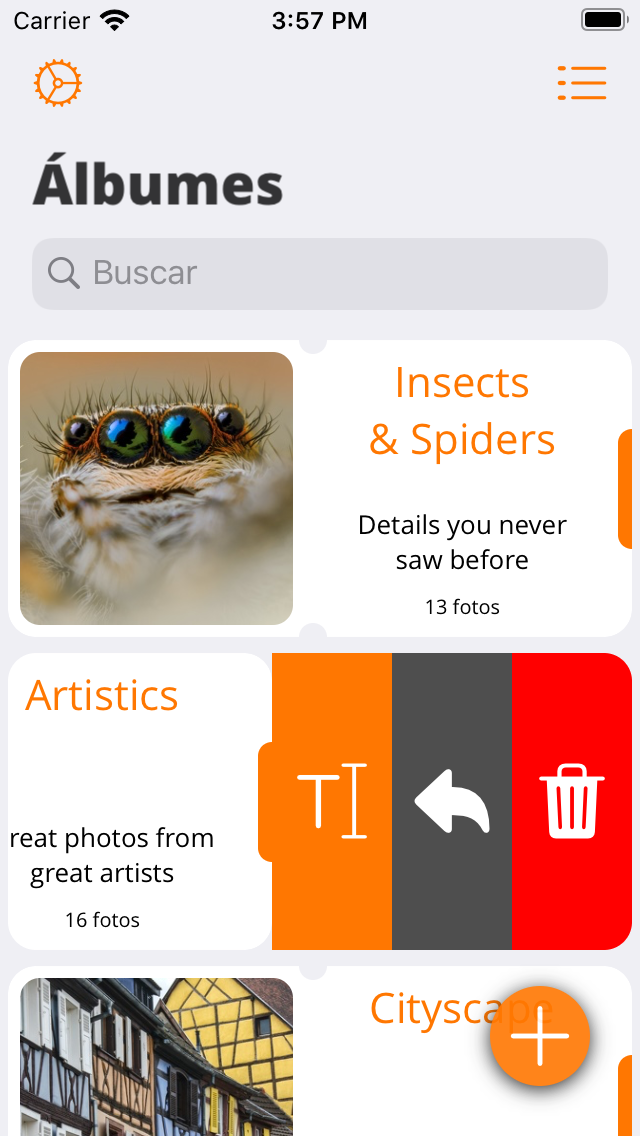 Carrier
3:57 PM
Álbumes
Buscar
Insects
& Spiders
Details you never
saw before
13 fotos
Artistics
reat photos from
great artists
16 fotos
Cityscape